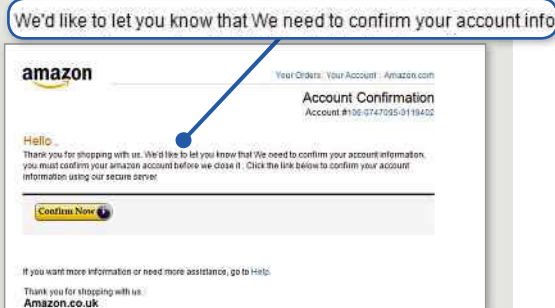 We'd like to let you know that We need to confirm your account info
amazon
Your Orders Your Account Amazon.com
Account Confirmation
Account #106-0747095-0119402
Hello
Thank you for shopping with us. We'd like to let you know that We need to confirm your account information,
you must confirm your amazon account before we close it . Click the link below to confirm your account
information using our secure server
Confirm Now
If you want more information or need more assistance, go to Help.
Thank you for shopping with us.
Amazon.co.uk